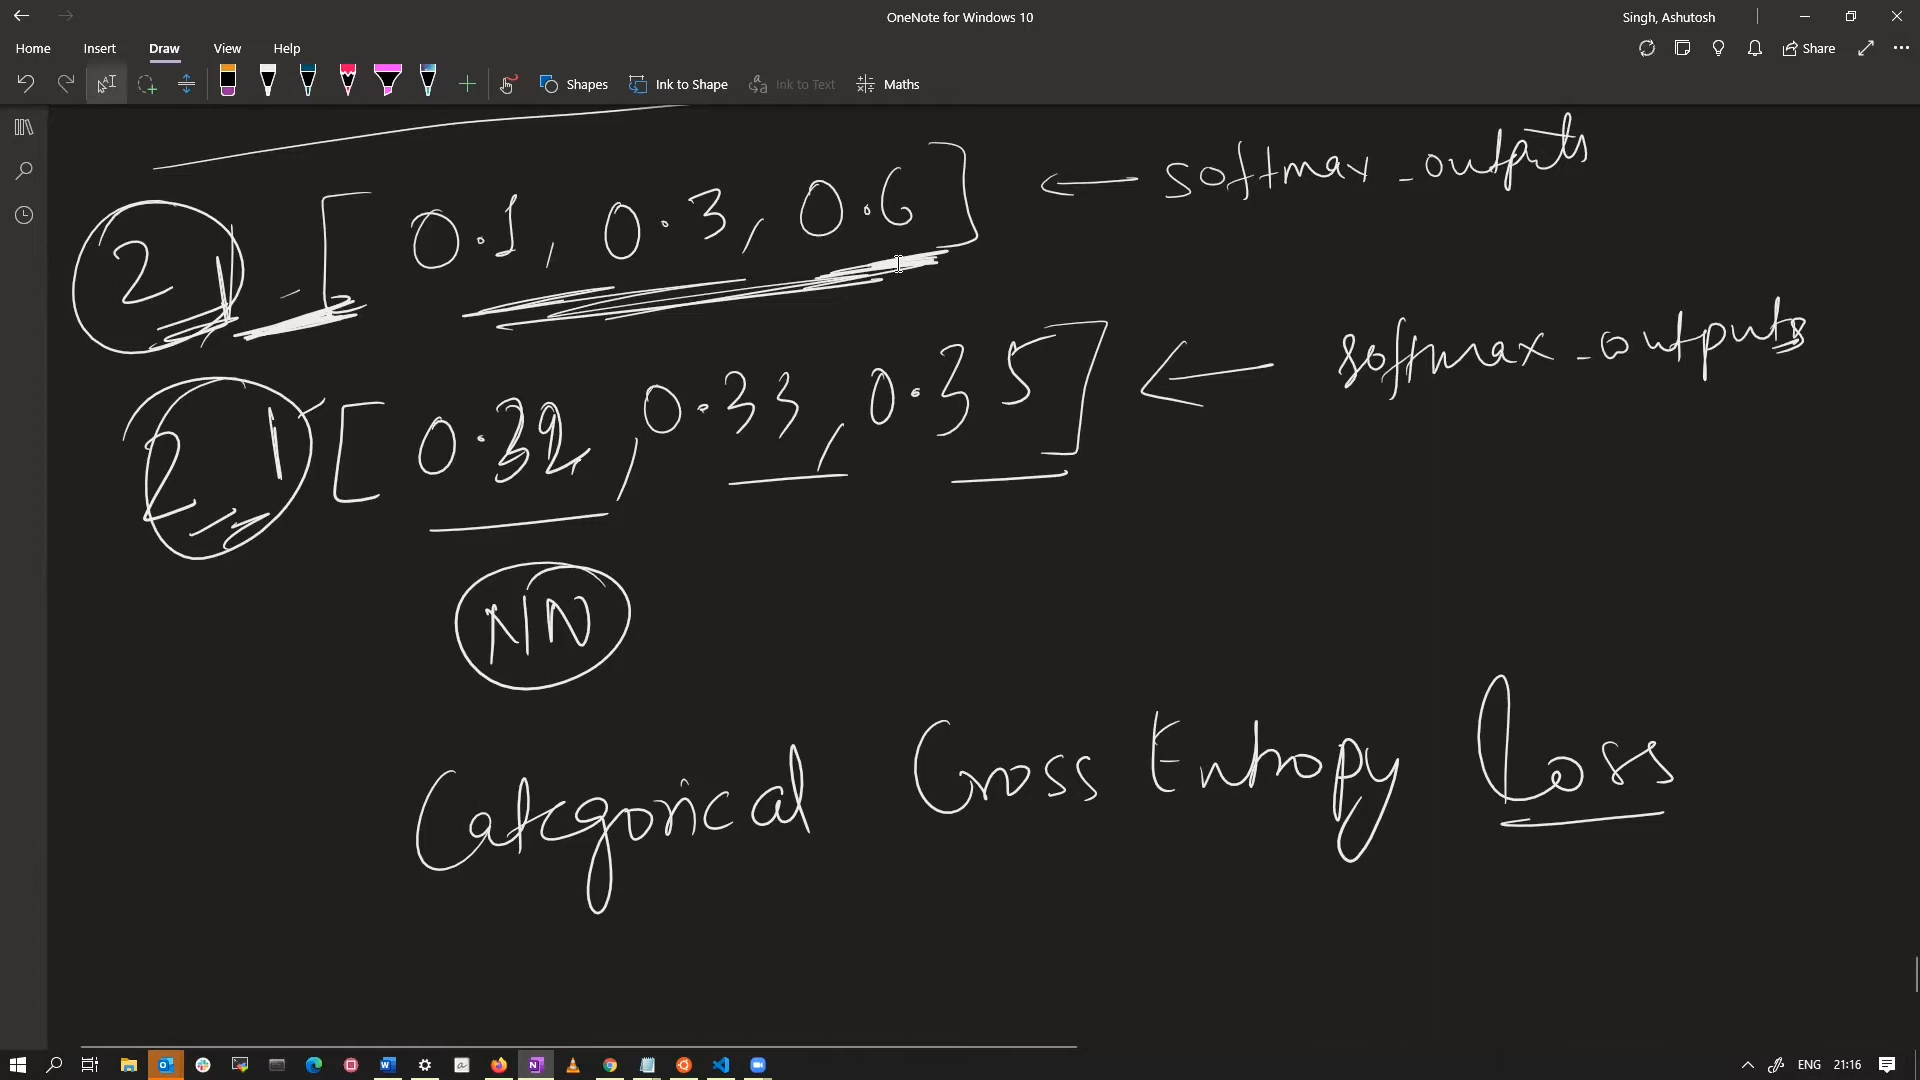 OneNote for Windows 10
Singh, Ashutosh
Home Insert Draw View Help
Share
Shapes Ink to Shape Ink to Text Maths
2 [0.1, 0.3, 0.6] ← softmax_outputs
2 1 [0.32, 0.33, 0.35] ← softmax_outputs
NN
Categorical Cross Entropy Loss
ENG 21:16